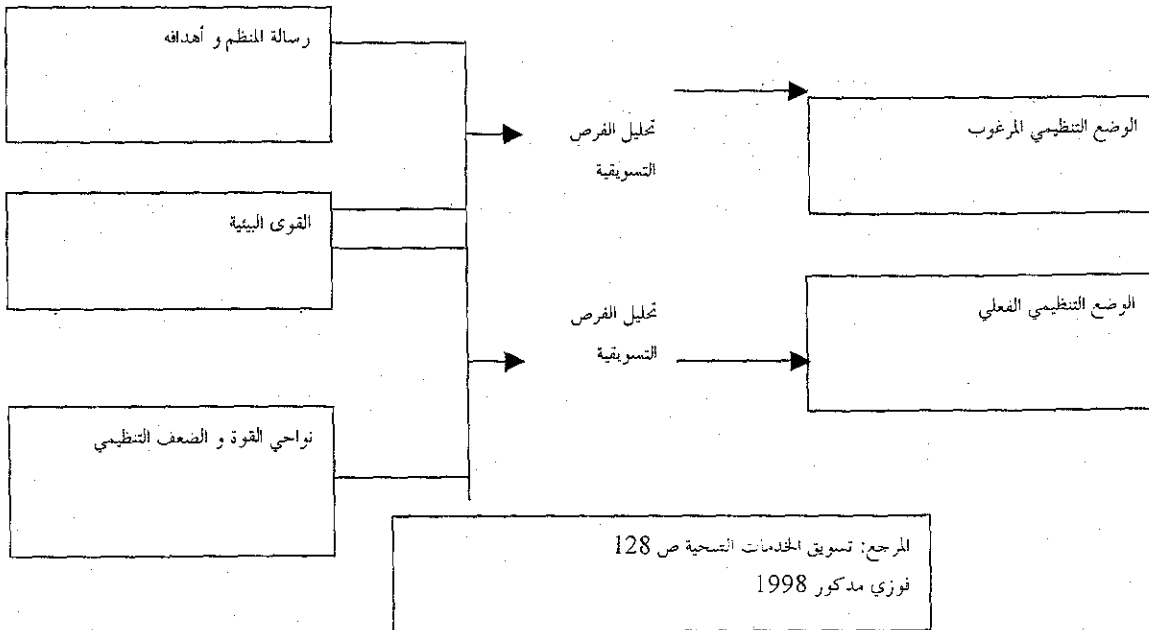 رسالة المنظم و أهدافه
الوضع التنظيمي المرغوب
تحليل الفرص
التسويقية
القوى البيئية
الوضع التنظيمي الفعلي
تحليل الفرص
التسويقية
نواحي القوة و الضعف التنظيمي
المرجع: تسويق الخدمات الصحية ص 128
فوزي مدكور 1998